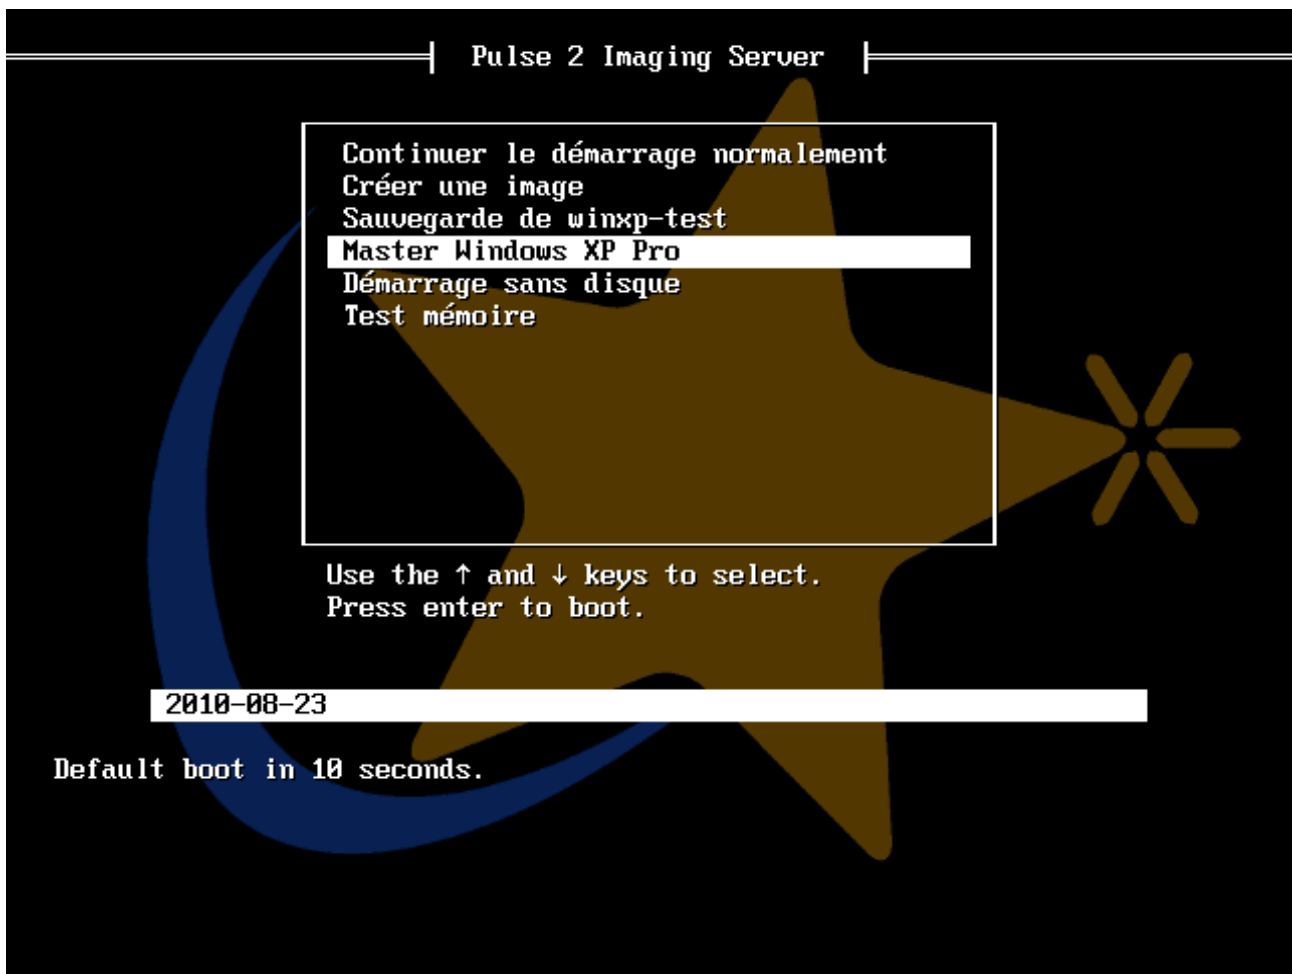 Pulse 2 Imaging Server
Continuer le démarrage normalement
Créer une image
Sauvegarde de winxp-test
Master Windows XP Pro
Démarrage sans disque
Test mémoire
Use the ↑ and ↓ keys to select.
Press enter to boot.
2010-08-23
Default boot in 10 seconds.